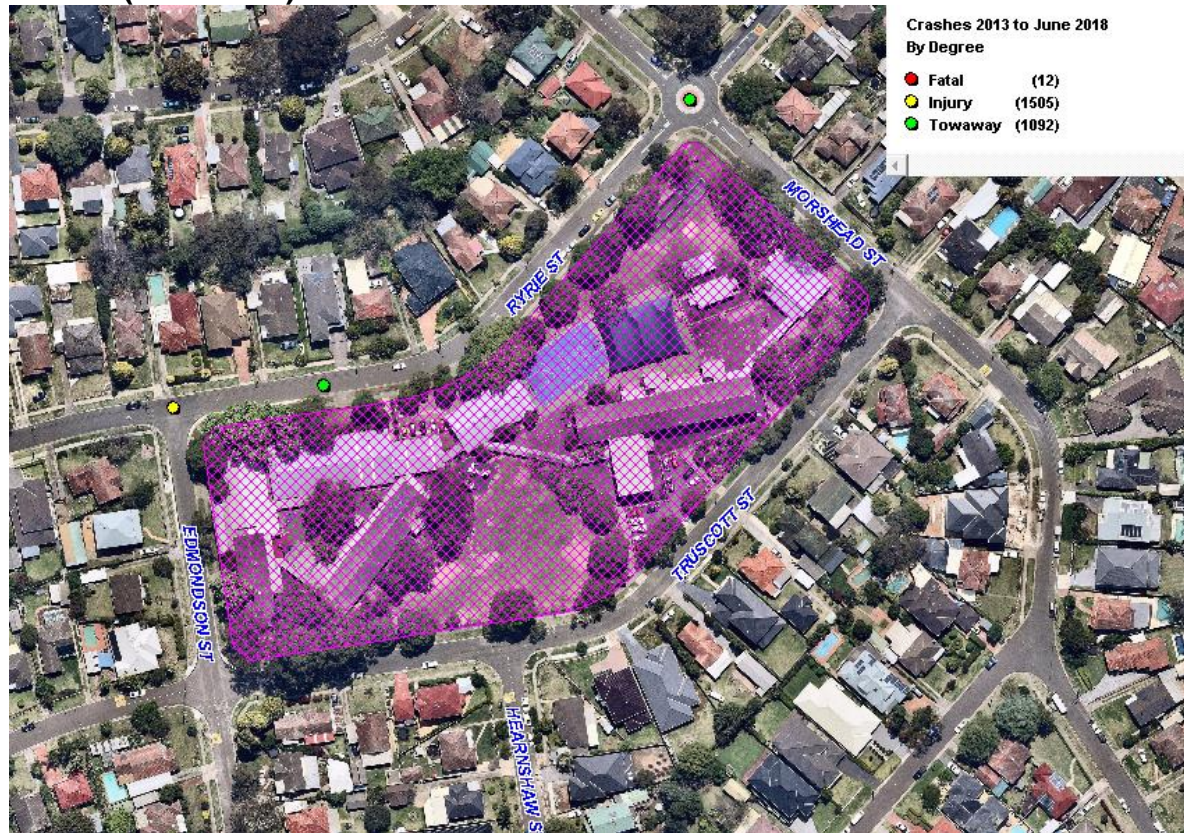 Crashes 2013 to June 2018
By Degree
Fatal (12)
Injury (1505)
Towaway (1092)
MORSHEAD ST
RYRIE ST
TRUSCOTT ST
EDMONDSON ST
HEARNSHAW S